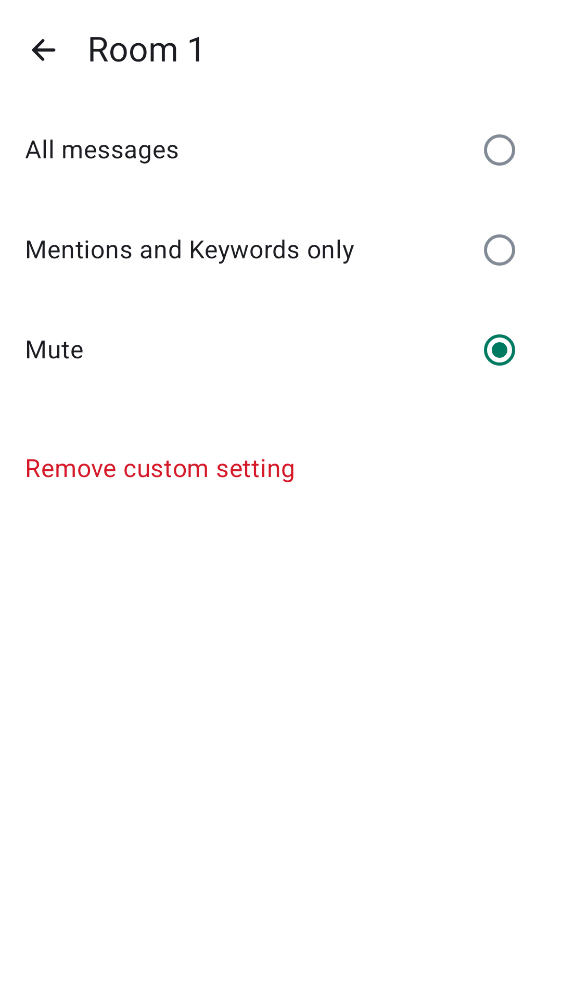 Room 1
All messages
Mentions and Keywords only
Mute
Remove custom setting